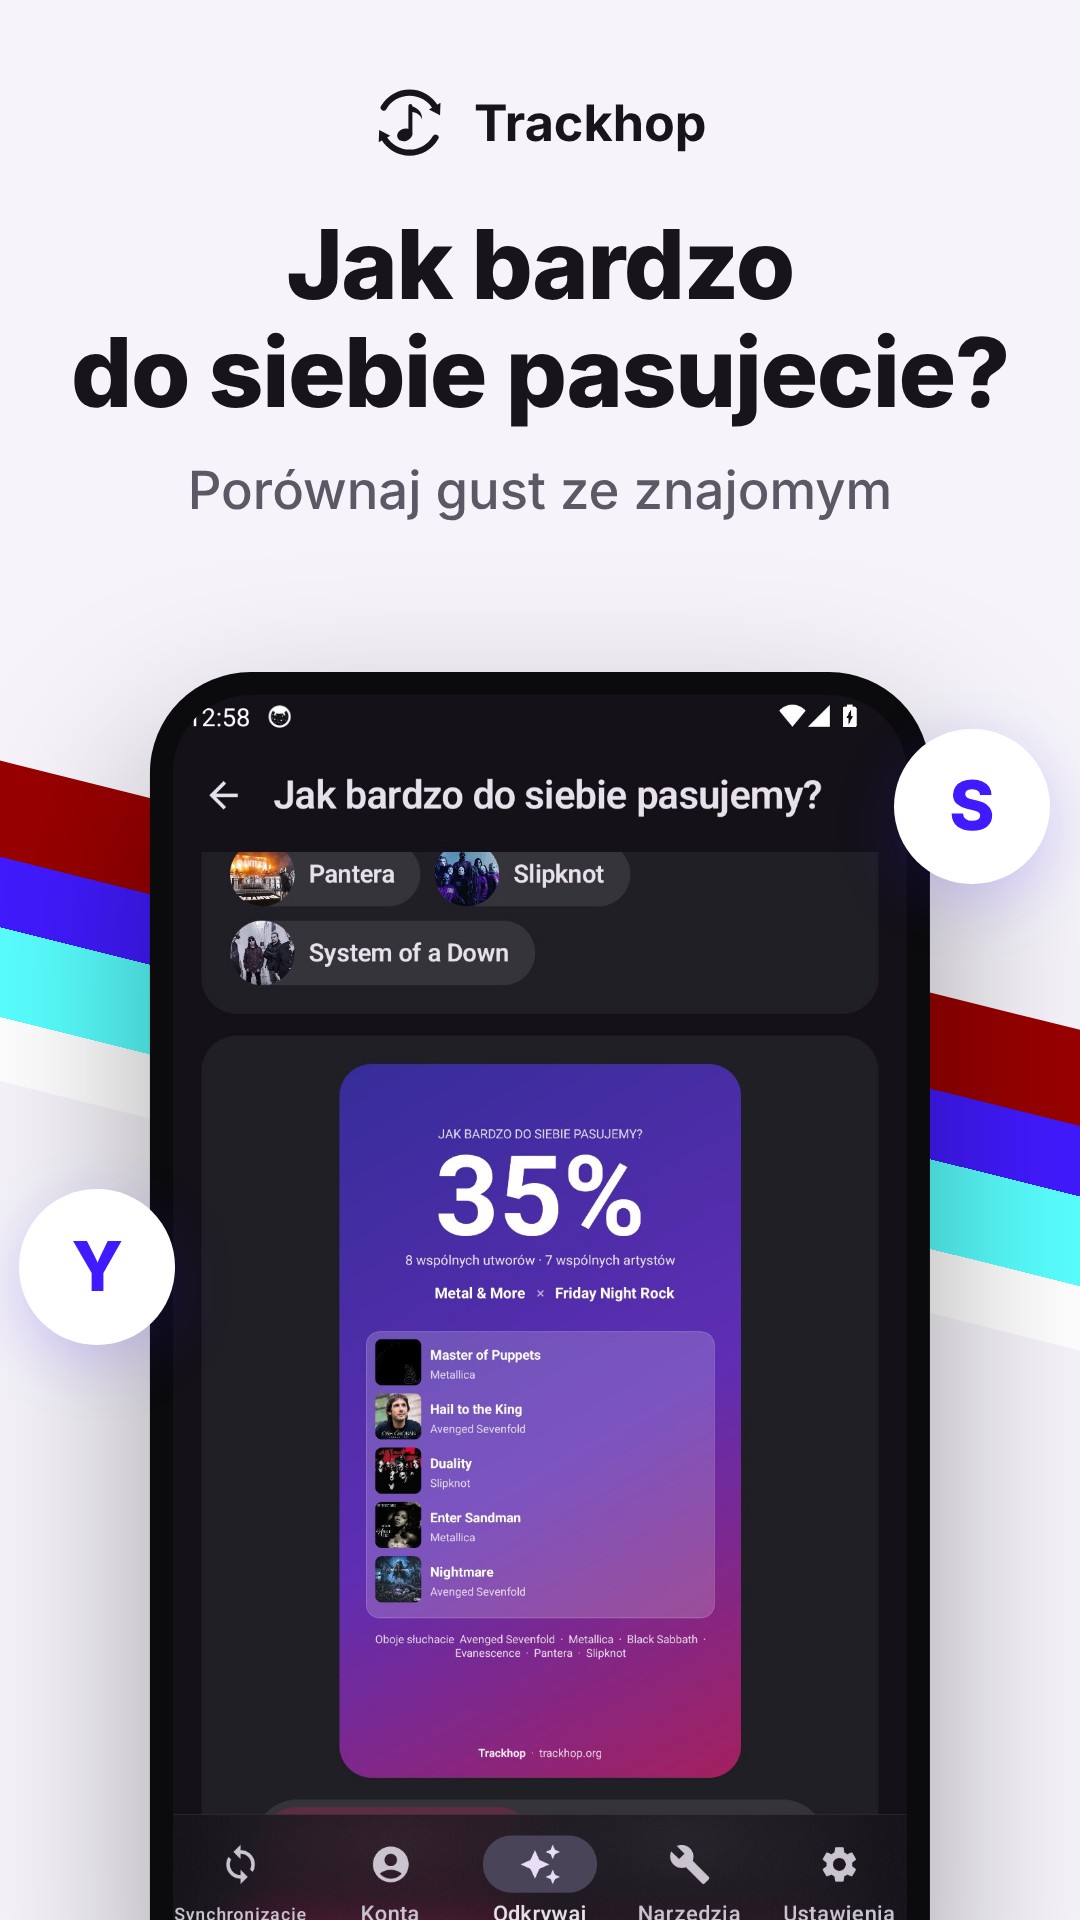 Trackhop
Jak bardzo
do siebie pasujecie?
Porównaj gust ze znajomym
12:58
Jak bardzo do siebie pasujemy?
S
Pantera
Slipknot
System of a Down
JAK BARDZO DO SIEBIE PASUJEMY?
35%
8 wspólnych utworów · 7 wspólnych artystów
Metal & More × Friday Night Rock
Y
Master of Puppets
Metallica
Hail to the King
Avenged Sevenfold
Duality
Slipknot
Enter Sandman
Metallica
Nightmare
Avenged Sevenfold
Oboje słuchacie Avenged Sevenfold · Metallica · Black Sabbath ·
Evanescence · Pantera · Slipknot
Trackhop · trackhop.org
Synchronizacje
Konta
Odkrywaj
Narzędzia
Ustawienia